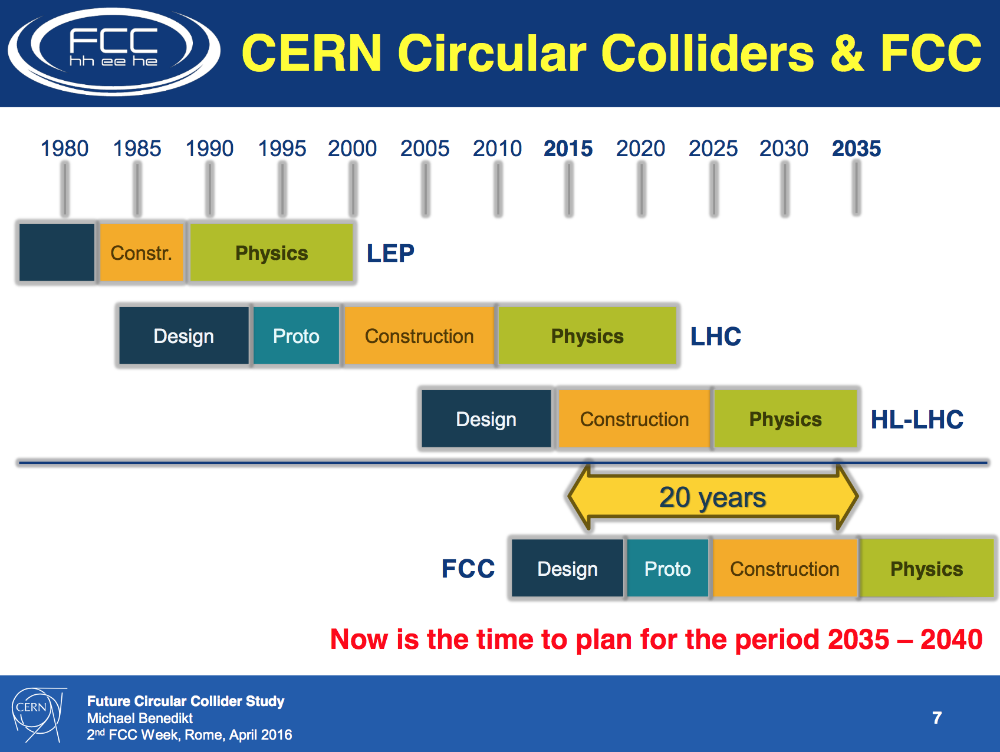 FCC
hh ee he
CERN Circular Colliders & FCC
1980 1985 1990 1995 2000 2005 2010 2015 2020 2025 2030 2035
Constr. Physics LEP
Design Proto Construction Physics LHC
Design Construction Physics HL-LHC
20 years
FCC Design Proto Construction Physics
Now is the time to plan for the period 2035 – 2040
CERN
Future Circular Collider Study
Michael Benedikt
2nd FCC Week, Rome, April 2016
7